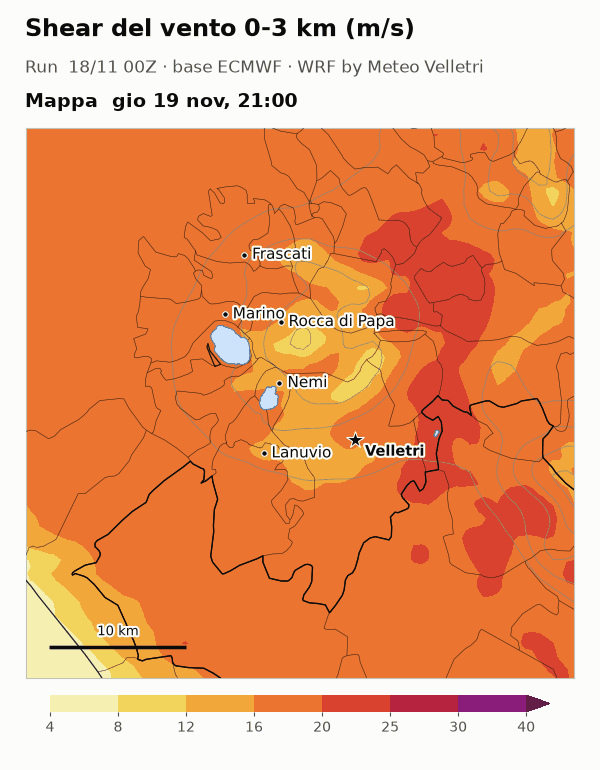 Shear del vento 0-3 km (m/s)
Run  18/11 00Z · base ECMWF · WRF by Meteo Velletri
Mappa  gio 19 nov, 21:00
Frascati
Marino
Rocca di Papa
Nemi
Velletri
Lanuvio
10 km
4 8 12 16 20 25 30 40